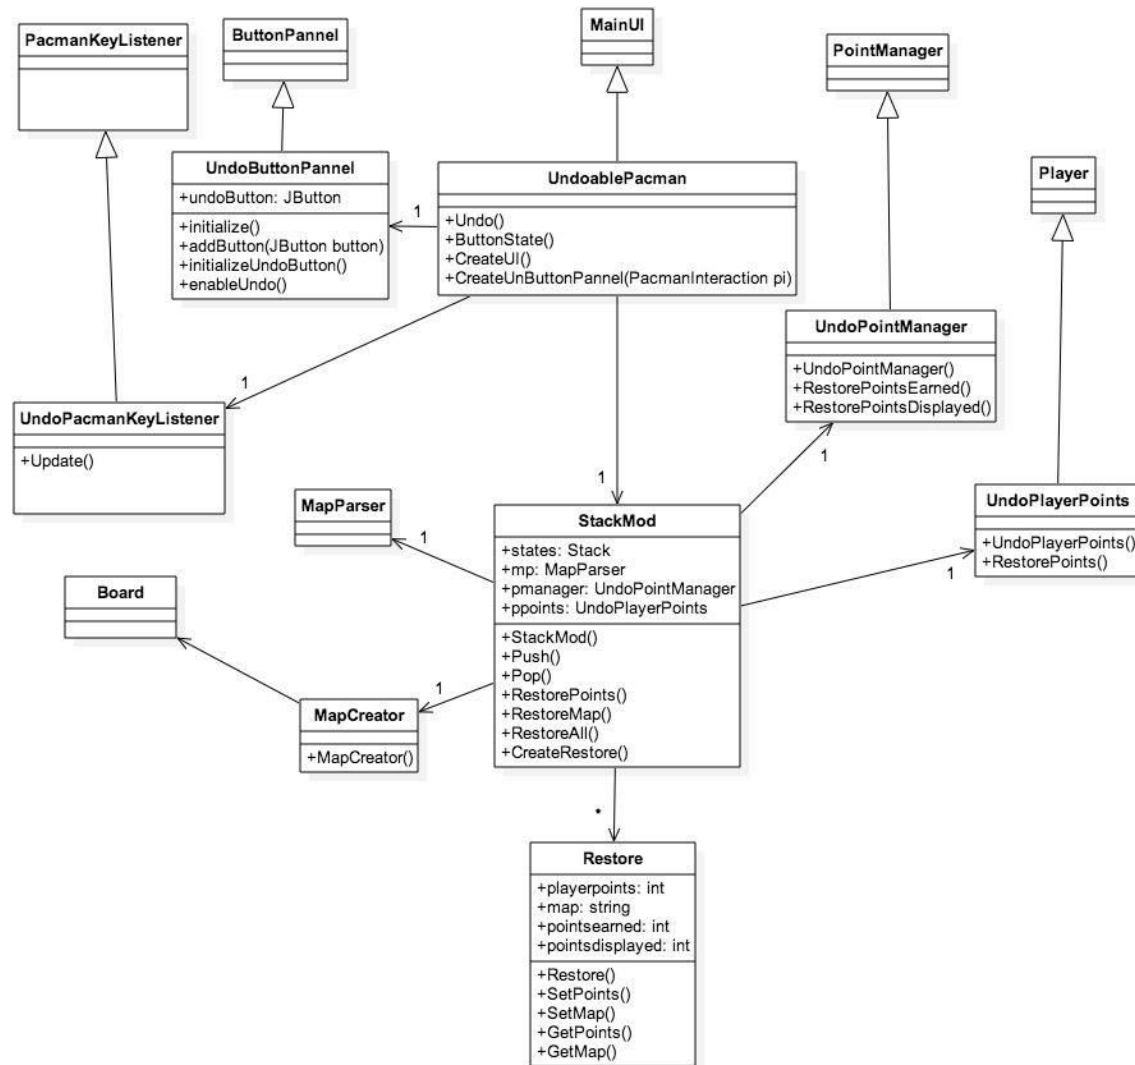 MainUI
ButtonPannel
PacmanKeyListener
PointManager
UndoButtonPannel
+undoButton: JButton
+initialize()
+addButton(JButton button)
+initializeUndoButton()
+enableUndo()
1
UndoablePacman
+Undo()
+ButtonState()
+CreateUI()
+CreateUnButtonPannel(PacmanInteraction pi)
Player
UndoPointManager
+UndoPointManager()
+RestorePointsEarned()
+RestorePointsDisplayed()
1
UndoPacmanKeyListener
+Update()
1
1
UndoPlayerPoints
+UndoPlayerPoints()
+RestorePoints()
1
MapParser
1
StackMod
+states: Stack
+mp: MapParser
+pmanager: UndoPointManager
+ppoints: UndoPlayerPoints
+StackMod()
+Push()
+Pop()
+RestorePoints()
+RestoreMap()
+RestoreAll()
+CreateRestore()
Board
1
MapCreator
+MapCreator()
*
Restore
+playerpoints: int
+map: string
+pointsearned: int
+pointsdisplayed: int
+Restore()
+SetPoints()
+SetMap()
+GetPoints()
+GetMap()